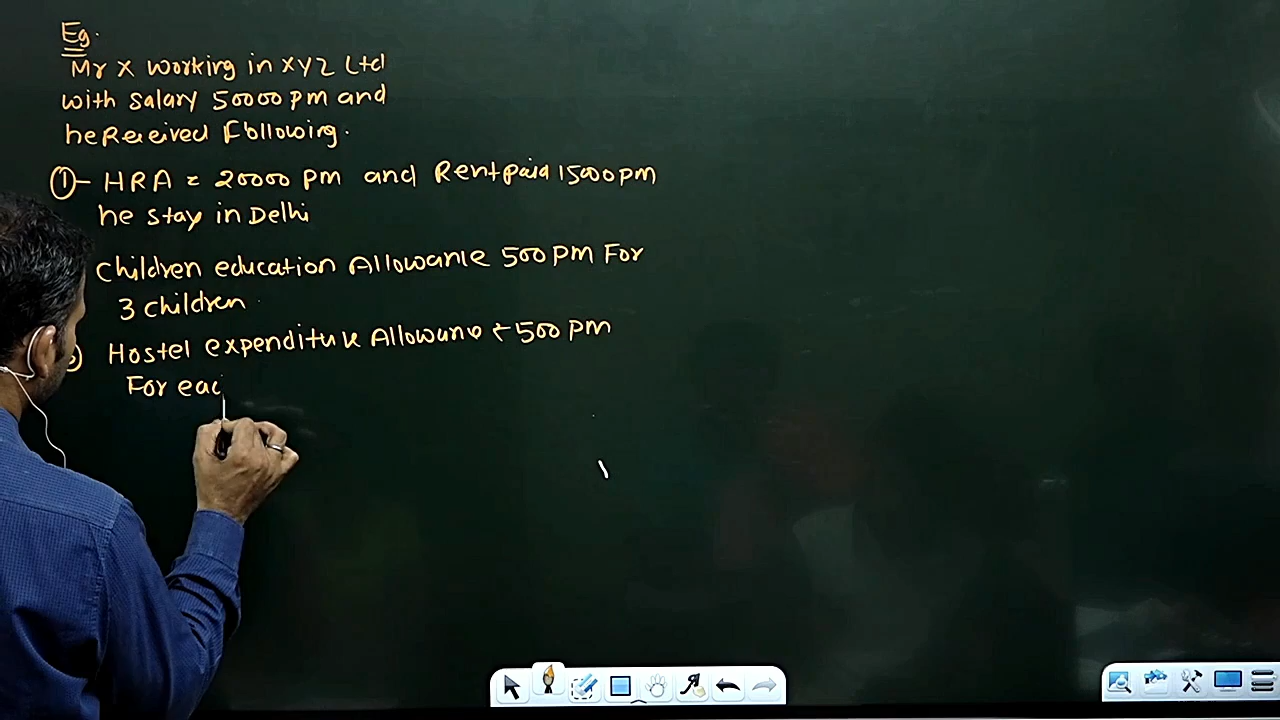 Eg.
Mr X working in XYZ Ltd
with salary 50000 pm and
he Received Following.
① - HRA = 20000 pm and Rent paid 15000 pm
he stay in Delhi
Children education Allowance 500 pm For
3 children
Hostel expenditure Allowance ₹ 500 pm
For eac